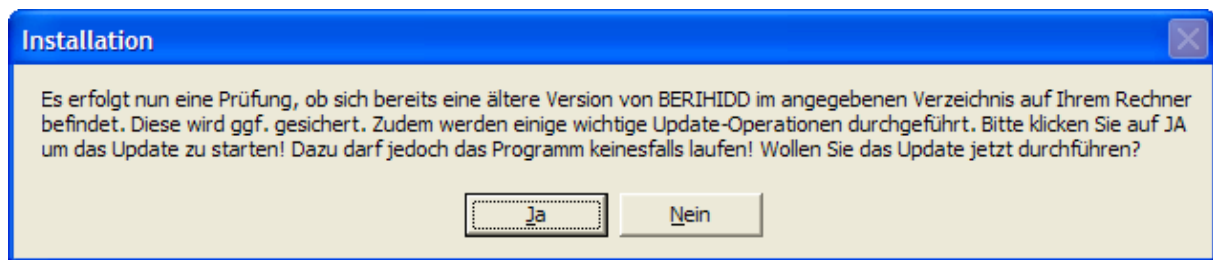 Installation
Es erfolgt nun eine Prüfung, ob sich bereits eine ältere Version von BERIHIDD im angegebenen Verzeichnis auf Ihrem Rechner
befindet. Diese wird ggf. gesichert. Zudem werden einige wichtige Update-Operationen durchgeführt. Bitte klicken Sie auf JA
um das Update zu starten! Dazu darf jedoch das Programm keinesfalls laufen! Wollen Sie das Update jetzt durchführen?
Ja
Nein